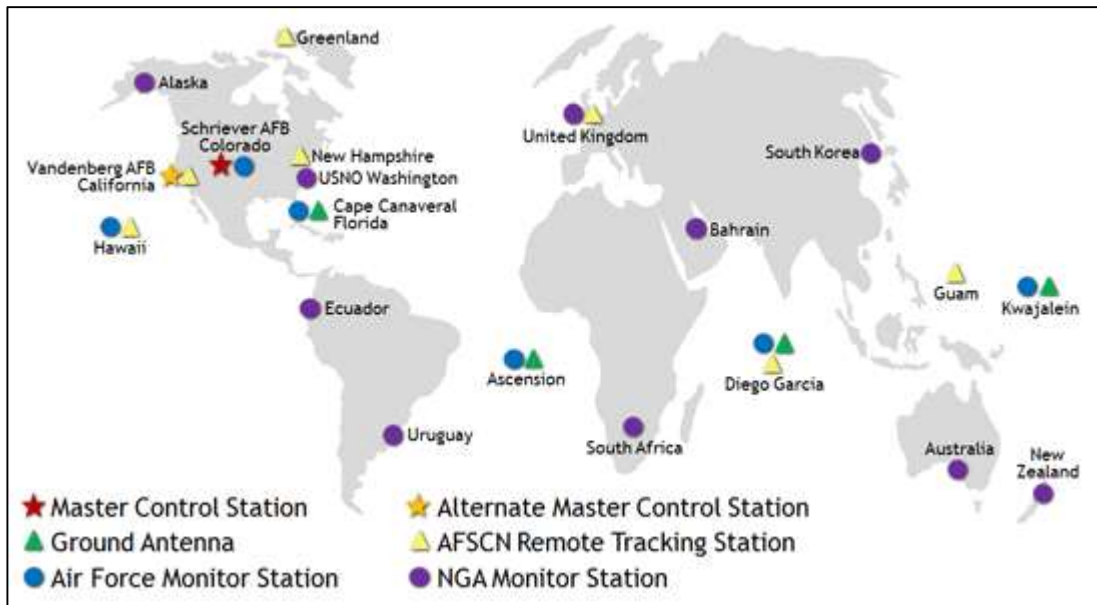 Greenland
Alaska
Schriever AFB
Colorado
United Kingdom
New Hampshire
South Korea
Vandenberg AFB
California
USNO Washington
Cape Canaveral
Florida
Bahrain
Hawaii
Guam
Ecuador
Kwajalein
Ascension
Diego Garcia
Uruguay
South Africa
Australia
New
Zealand
Master Control Station
Alternate Master Control Station
Ground Antenna
AFSCN Remote Tracking Station
Air Force Monitor Station
NGA Monitor Station